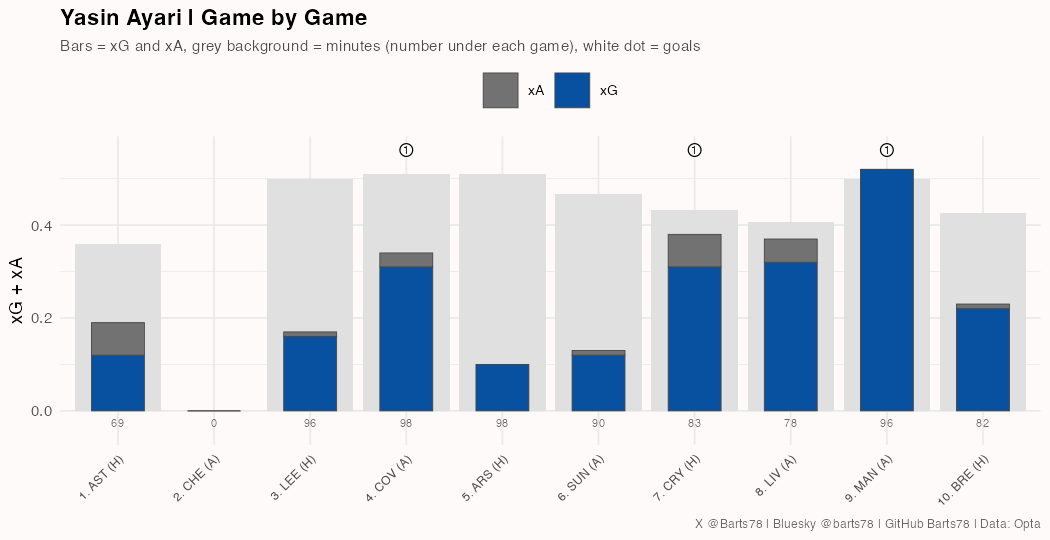 Yasin Ayari | Game by Game
Bars = xG and xA, grey background = minutes (number under each game), white dot = goals
xA xG
xG + xA
0.4
0.2
0.0
1 1 1
69 0 96 98 98 90 83 78 96 82
1. AST (H)
2. CHE (A)
3. LEE (H)
4. COV (A)
5. ARS (H)
6. SUN (A)
7. CRY (H)
8. LIV (A)
9. MAN (A)
10. BRE (H)
X @Barts78 | Bluesky @barts78 | GitHub Barts78 | Data: Opta